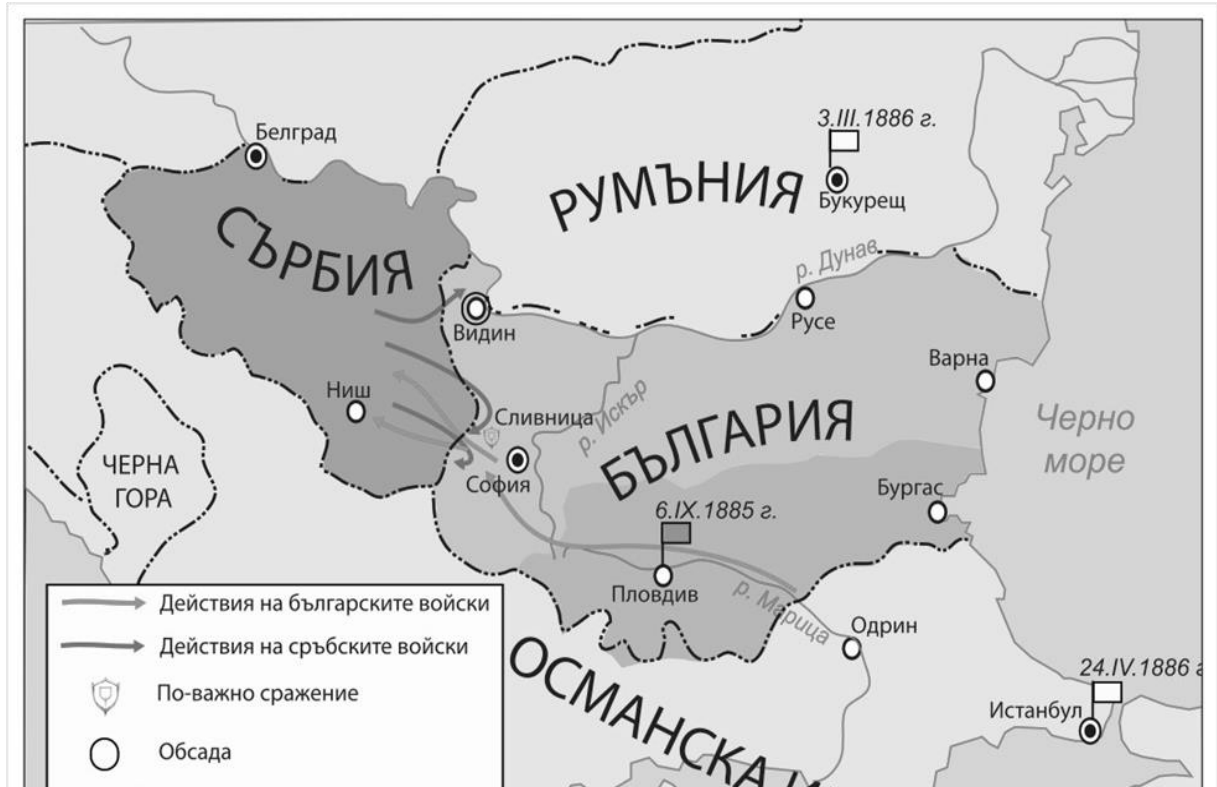 Белград
3.III.1886 г.
РУМЪНИЯ
Букурещ
СЪРБИЯ
р. Дунав
Видин
Русе
Варна
Ниш
Сливница
р. Искър
БЪЛГАРИЯ
Черно
море
ЧЕРНА
ГОРА
София
Бургас
6.IX.1885 г.
Пловдив
р. Марица
Одрин
Действия на българските войски
Действия на сръбските войски
По-важно сражение
Обсада
ОСМАНСКА
24.IV.1886 г
Истанбул